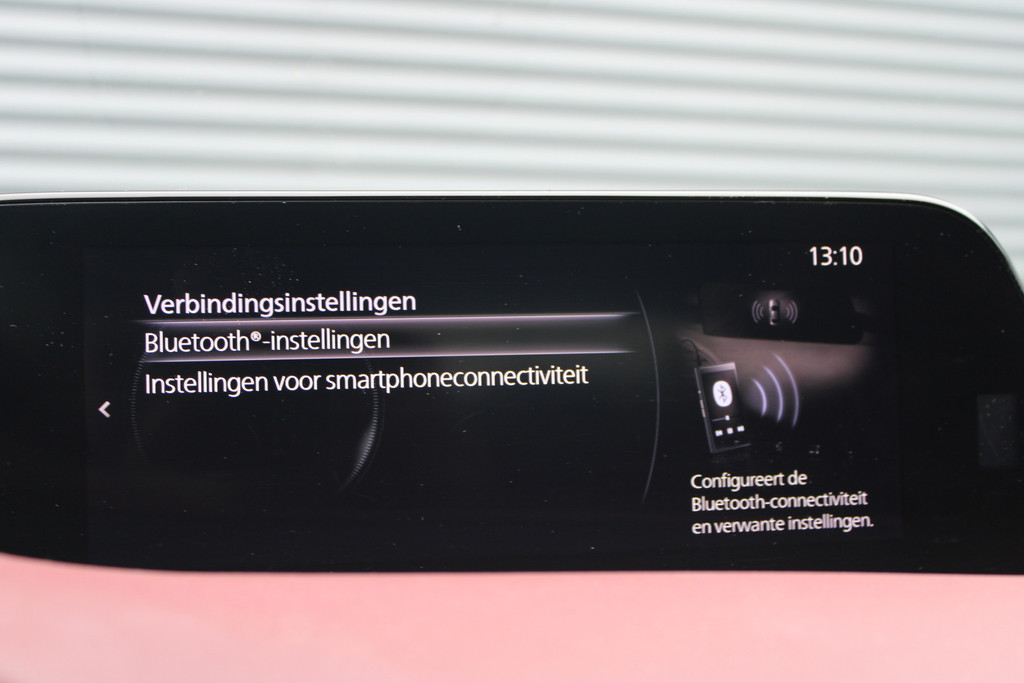 13:10
Verbindingsinstellingen
Bluetooth®-instellingen
Instellingen voor smartphoneconnectiviteit
Configureert de
Bluetooth-connectiviteit
en verwante instellingen.